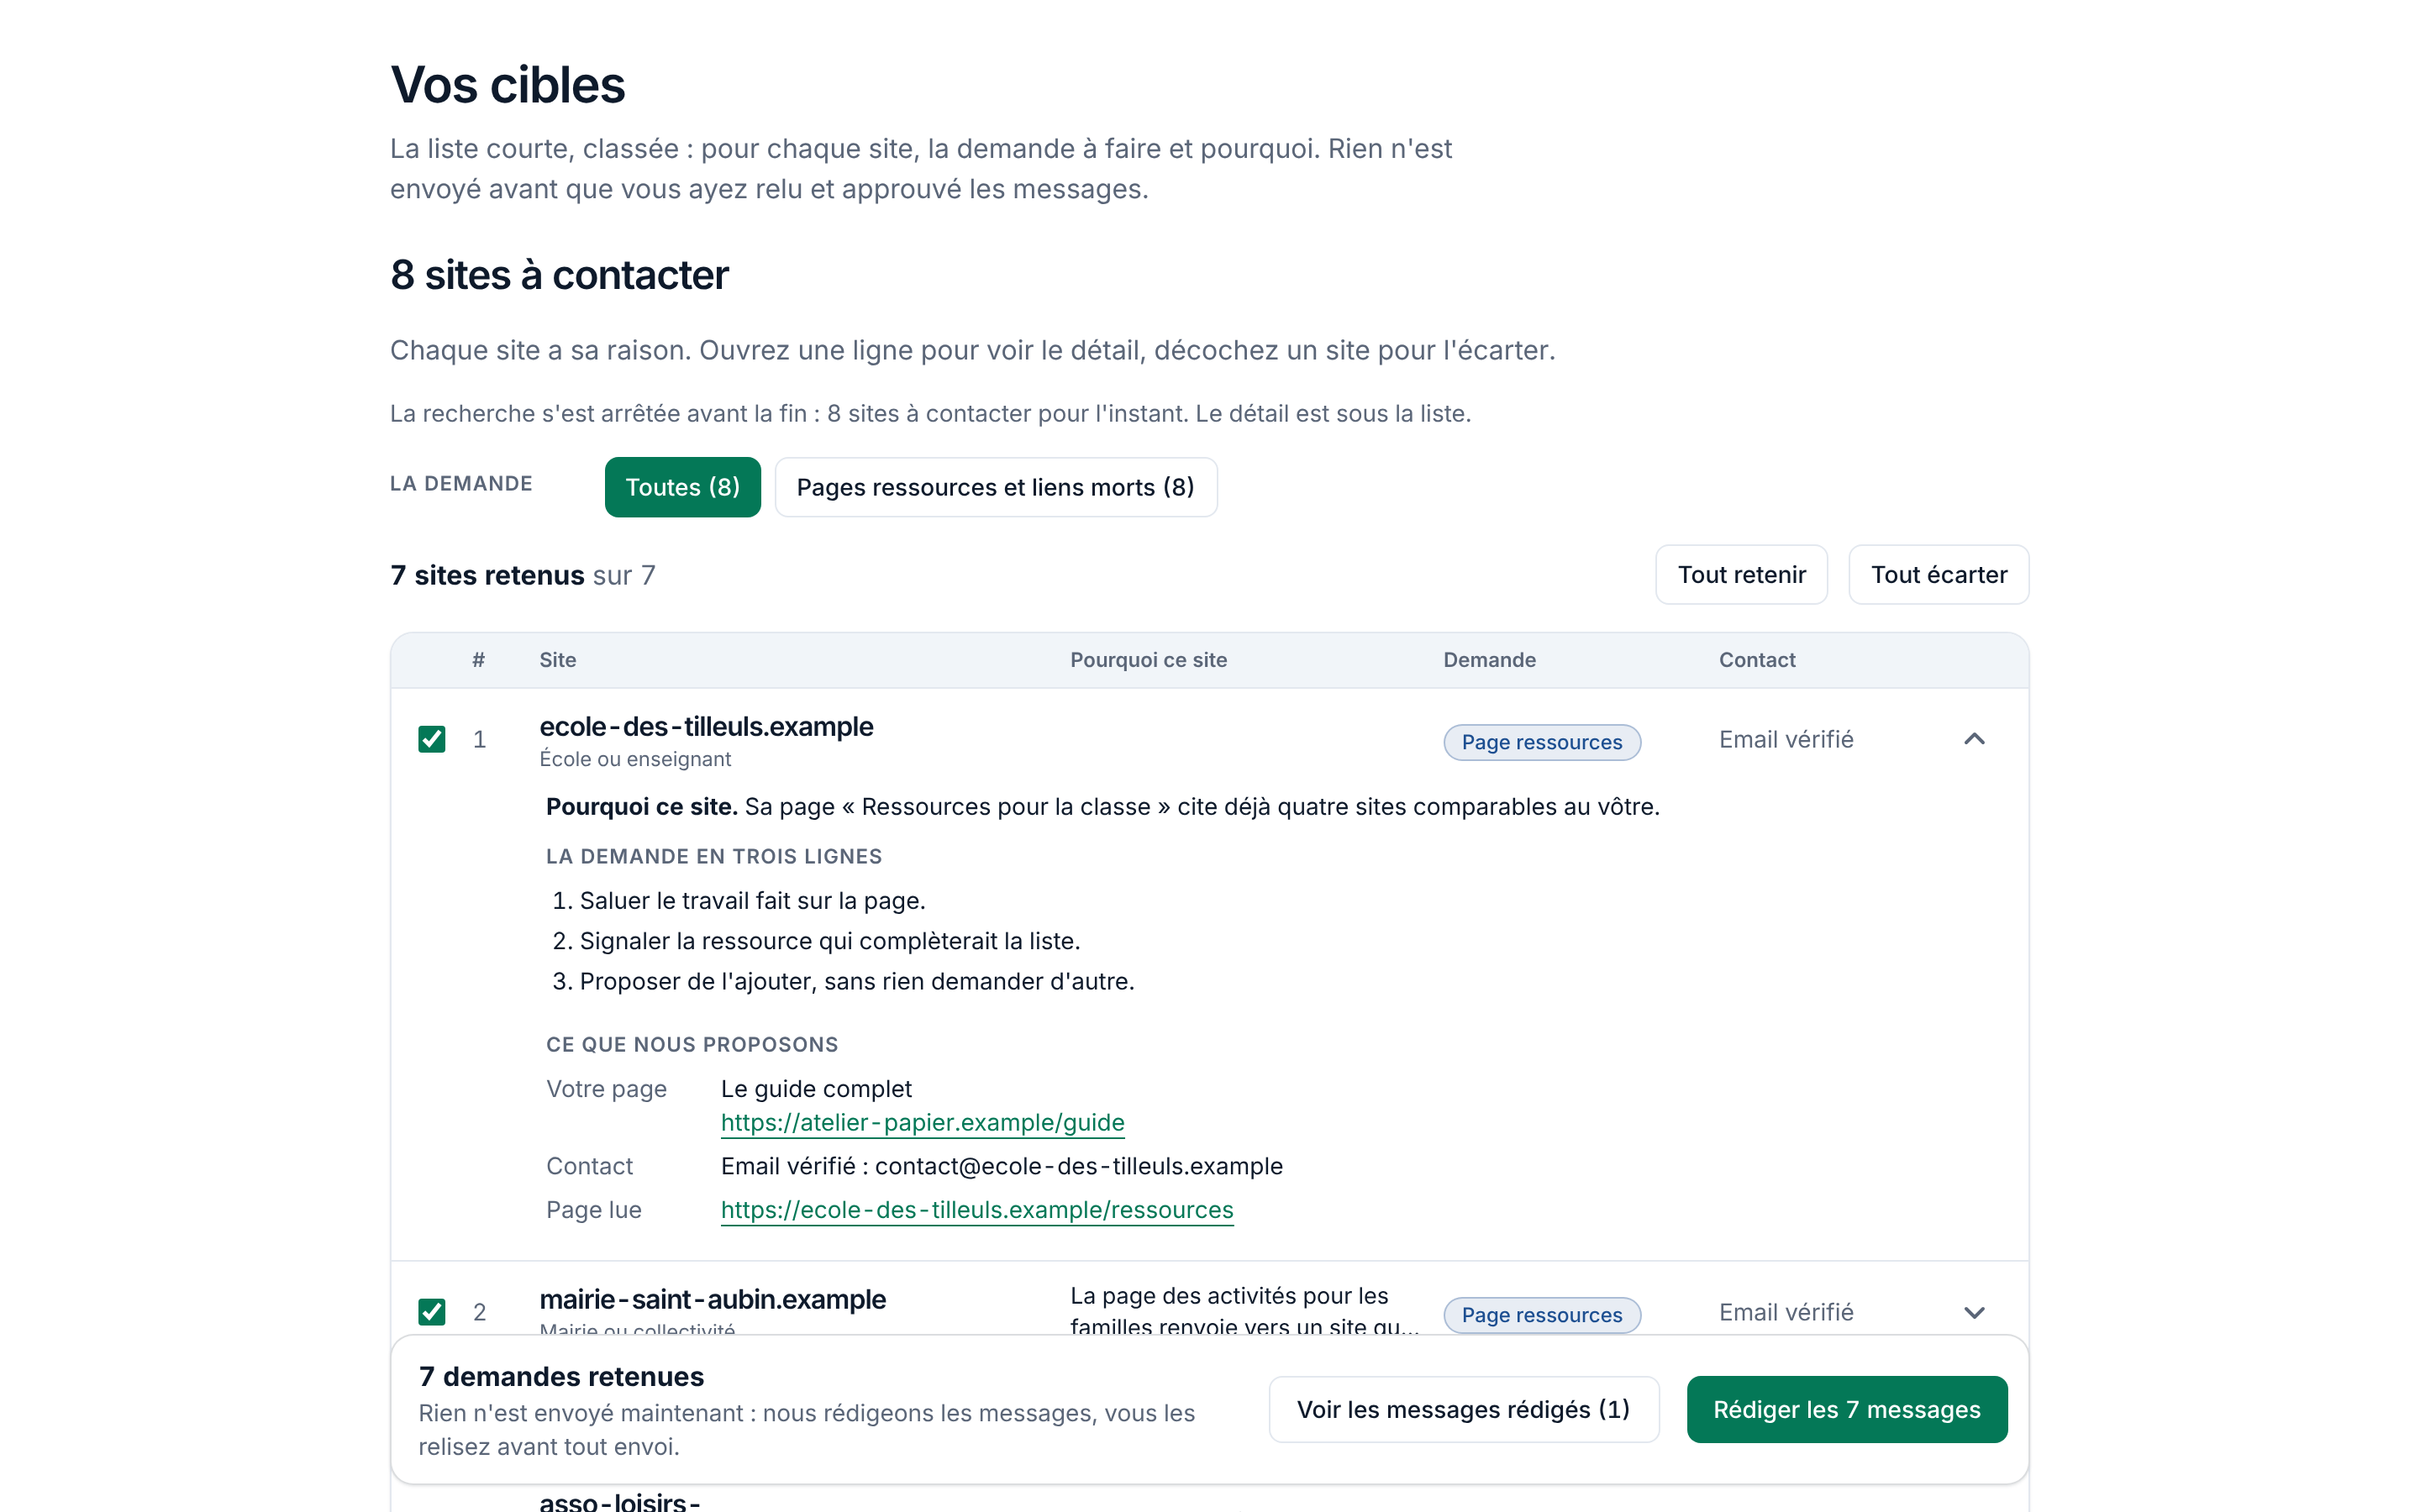 Vos cibles
La liste courte, classée : pour chaque site, la demande à faire et pourquoi. Rien n'est
envoyé avant que vous ayez relu et approuvé les messages.
8 sites à contacter
Chaque site a sa raison. Ouvrez une ligne pour voir le détail, décochez un site pour l'écarter.
La recherche s'est arrêtée avant la fin : 8 sites à contacter pour l'instant. Le détail est sous la liste.
LA DEMANDE Toutes (8) Pages ressources et liens morts (8)
7 sites retenus sur 7 Tout retenir Tout écarter
# Site Pourquoi ce site Demande Contact
1 ecole-des-tilleuls.example Page ressources Email vérifié
École ou enseignant
Pourquoi ce site. Sa page « Ressources pour la classe » cite déjà quatre sites comparables au vôtre.
LA DEMANDE EN TROIS LIGNES
1. Saluer le travail fait sur la page.
2. Signaler la ressource qui complèterait la liste.
3. Proposer de l'ajouter, sans rien demander d'autre.
CE QUE NOUS PROPOSONS
Votre page Le guide complet
https://atelier-papier.example/guide
Contact Email vérifié : contact@ecole-des-tilleuls.example
Page lue https://ecole-des-tilleuls.example/ressources
2 mairie-saint-aubin.example La page des activités pour les Page ressources Email vérifié
Mairie ou collectivité familles renvoie vers un site qu...
7 demandes retenues
Rien n'est envoyé maintenant : nous rédigeons les messages, vous les
relisez avant tout envoi.
Voir les messages rédigés (1) Rédiger les 7 messages
asso-loisirs-